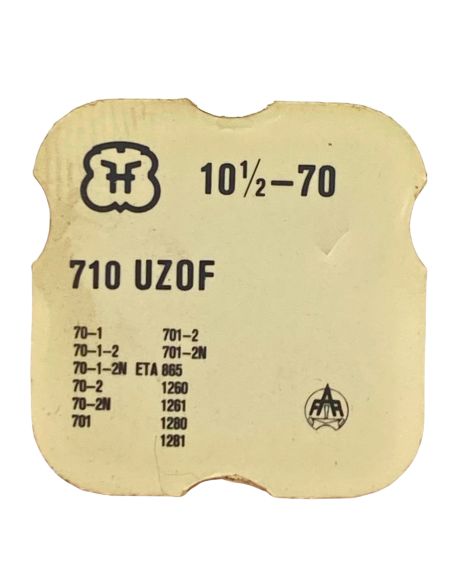 FHF
10½–70
710 UZOF
70–1 701–2
70–1–2 701–2N
70–1–2N ETA 865
70–2 1260
70–2N 1261
701 1280
1281